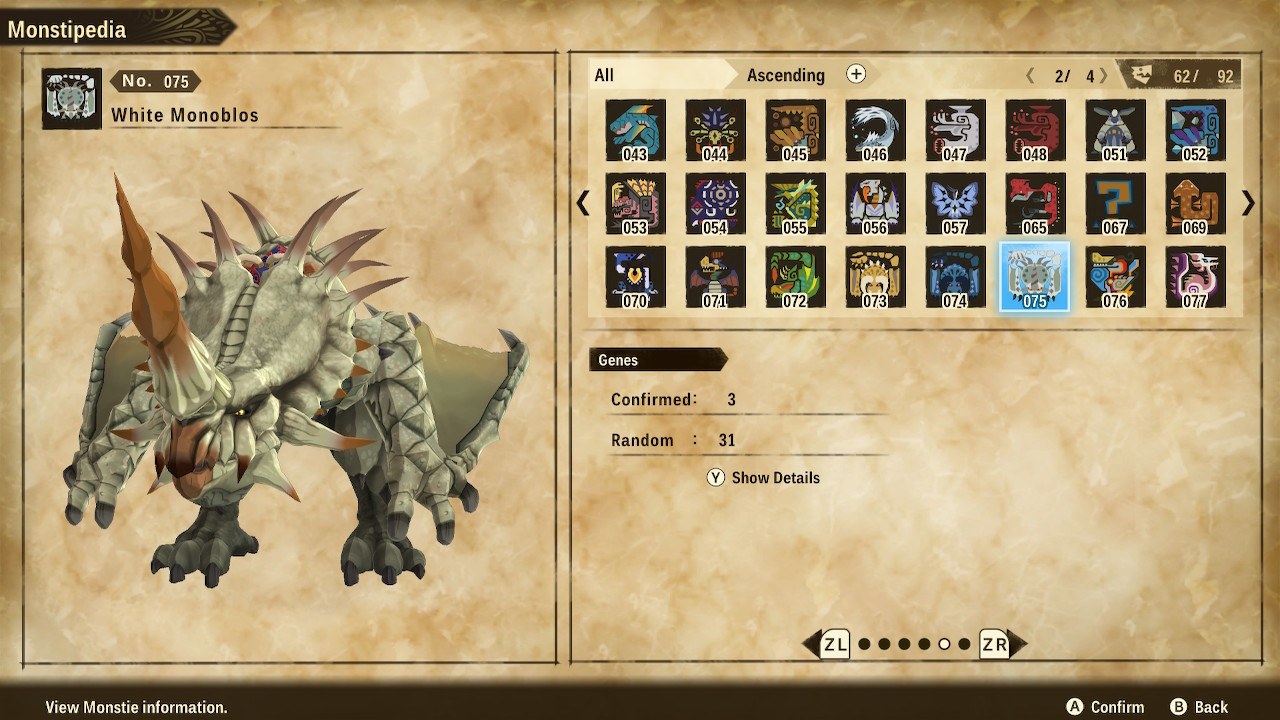 Monstipedia
No. 075
White Monoblos
All
Ascending +
2/ 4
62/ 92
043 044 045 046 047 048 051 052
053 054 055 056 057 065 067 069
070 071 072 073 074 075 076 077
Genes
Confirmed: 3
Random : 31
Y Show Details
ZL ZR
View Monstie information.
A Confirm B Back